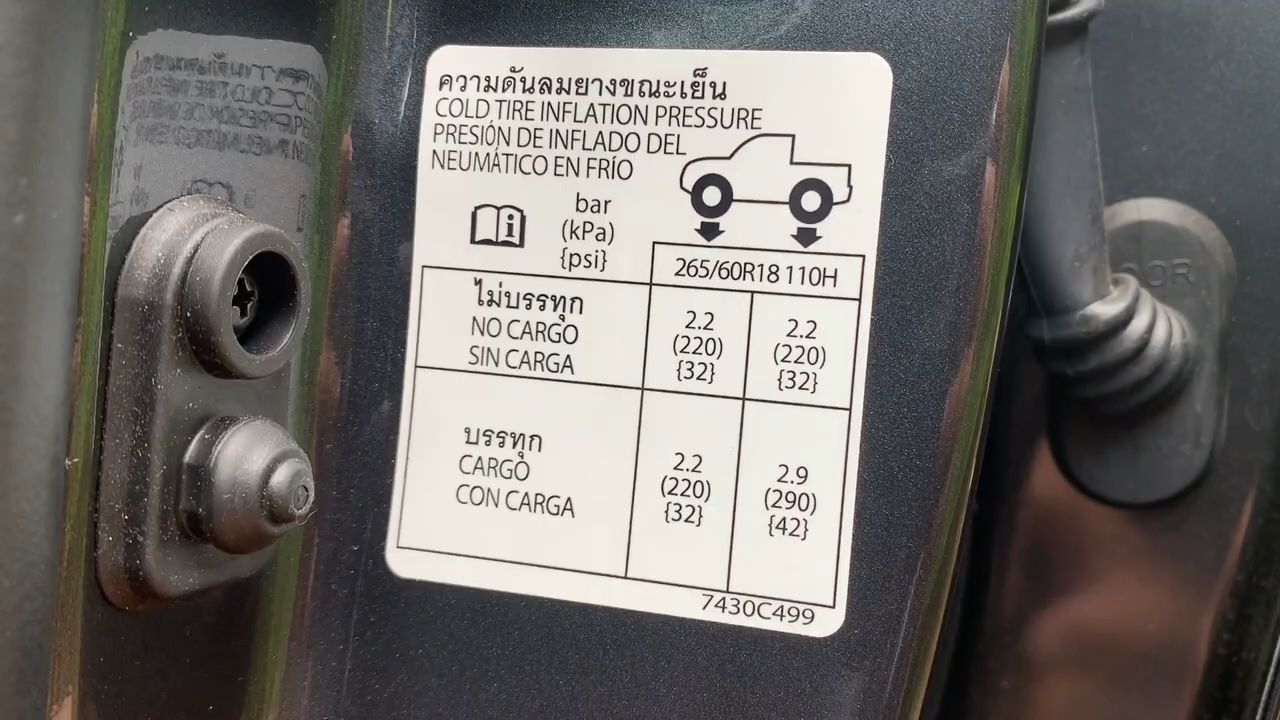 ความดันลมยางขณะเย็น
COLD TIRE INFLATION PRESSURE
PRESIÓN DE INFLADO DEL
NEUMÁTICO EN FRÍO
bar
(kPa)
{psi}
265/60R18 110H
ไม่บรรทุก
NO CARGO
SIN CARGA
2.2
(220)
{32}
2.2
(220)
{32}
บรรทุก
CARGO
CON CARGA
2.2
(220)
{32}
2.9
(290)
{42}
7430C499